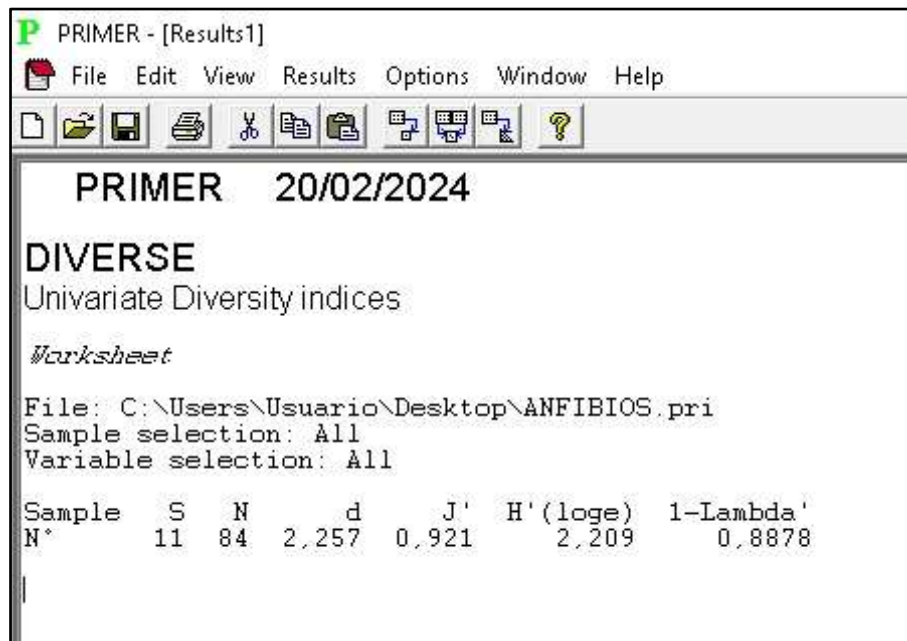 PRIMER - [Results1]
File Edit View Results Options Window Help
PRIMER 20/02/2024
DIVERSE
Univariate Diversity indices
Worksheet
File: C:\Users\Usuario\Desktop\ANFIBIOS.pri
Sample selection: All
Variable selection: All
Sample S N d J' H'(loge) 1-Lambda'
N° 11 84 2,257 0,921 2,209 0,8878